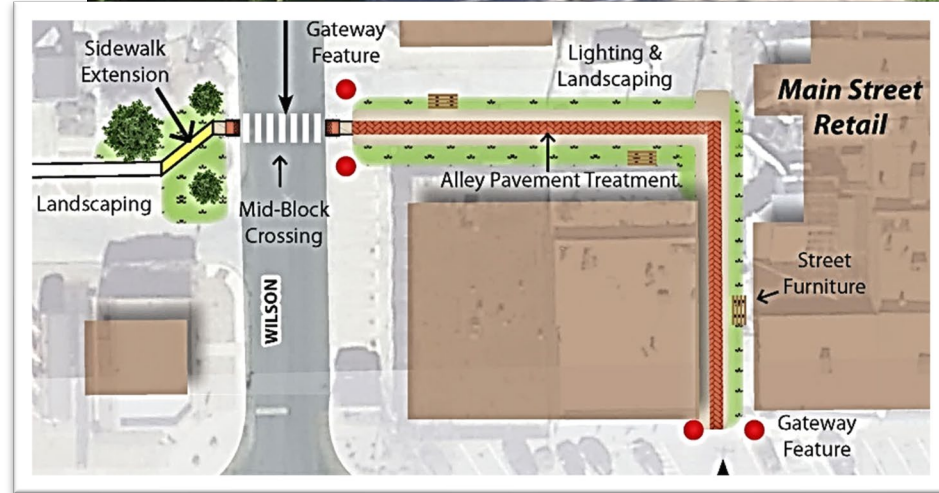 Gateway
Feature
Sidewalk
Extension
Lighting &
Landscaping
Main Street
Retail
Alley Pavement Treatment
Landscaping
Mid-Block
Crossing
WILSON
Street
Furniture
Gateway
Feature